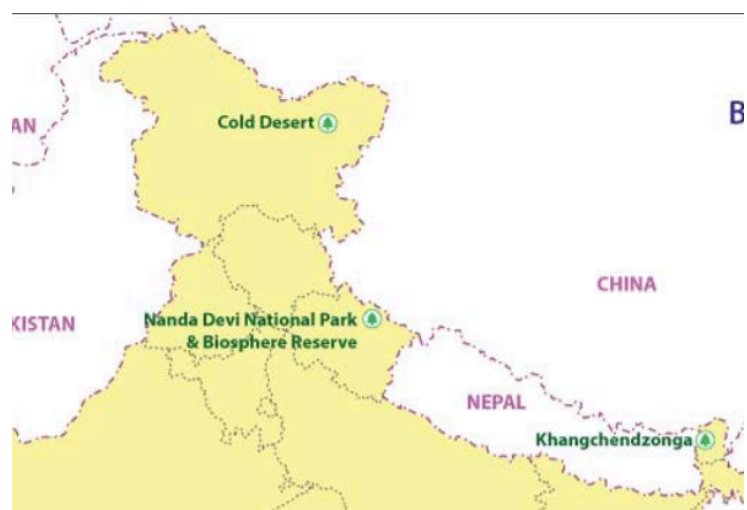 Cold Desert
AN
B
CHINA
KISTAN
Nanda Devi National Park
& Biosphere Reserve
NEPAL
Khangchendzonga